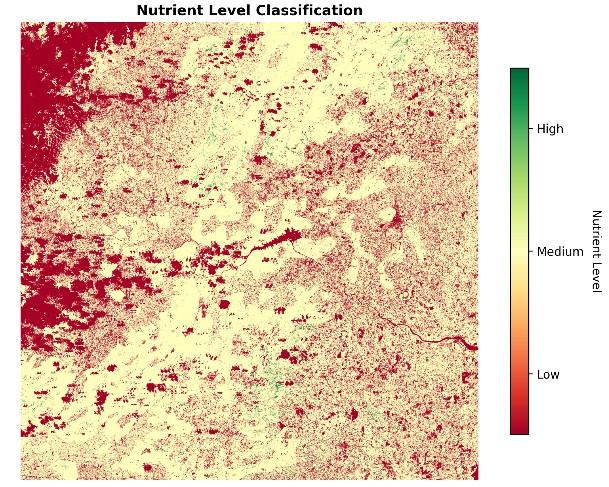 Nutrient Level Classification
High
Medium
Low
Nutrient Level